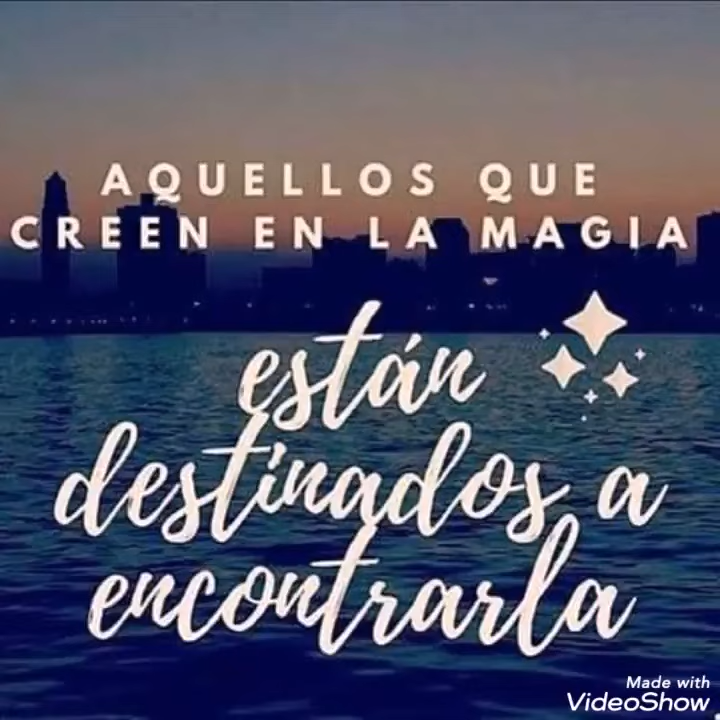 AQUELLOS QUE
CREEN EN LA MAGIA
están
destinados a
encontrarla
Made with
VideoShow